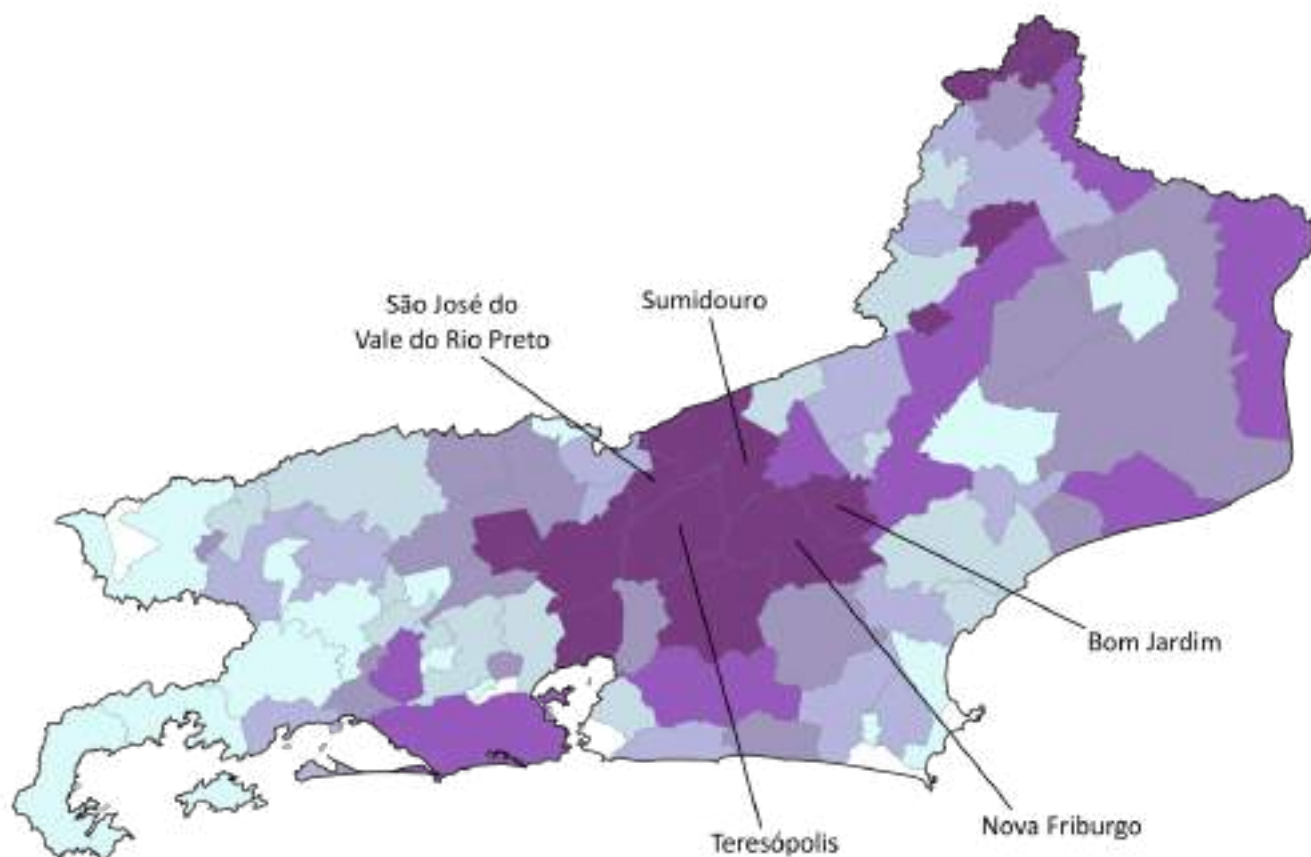 São José do
Vale do Rio Preto
Sumidouro
Bom Jardim
Nova Friburgo
Teresópolis